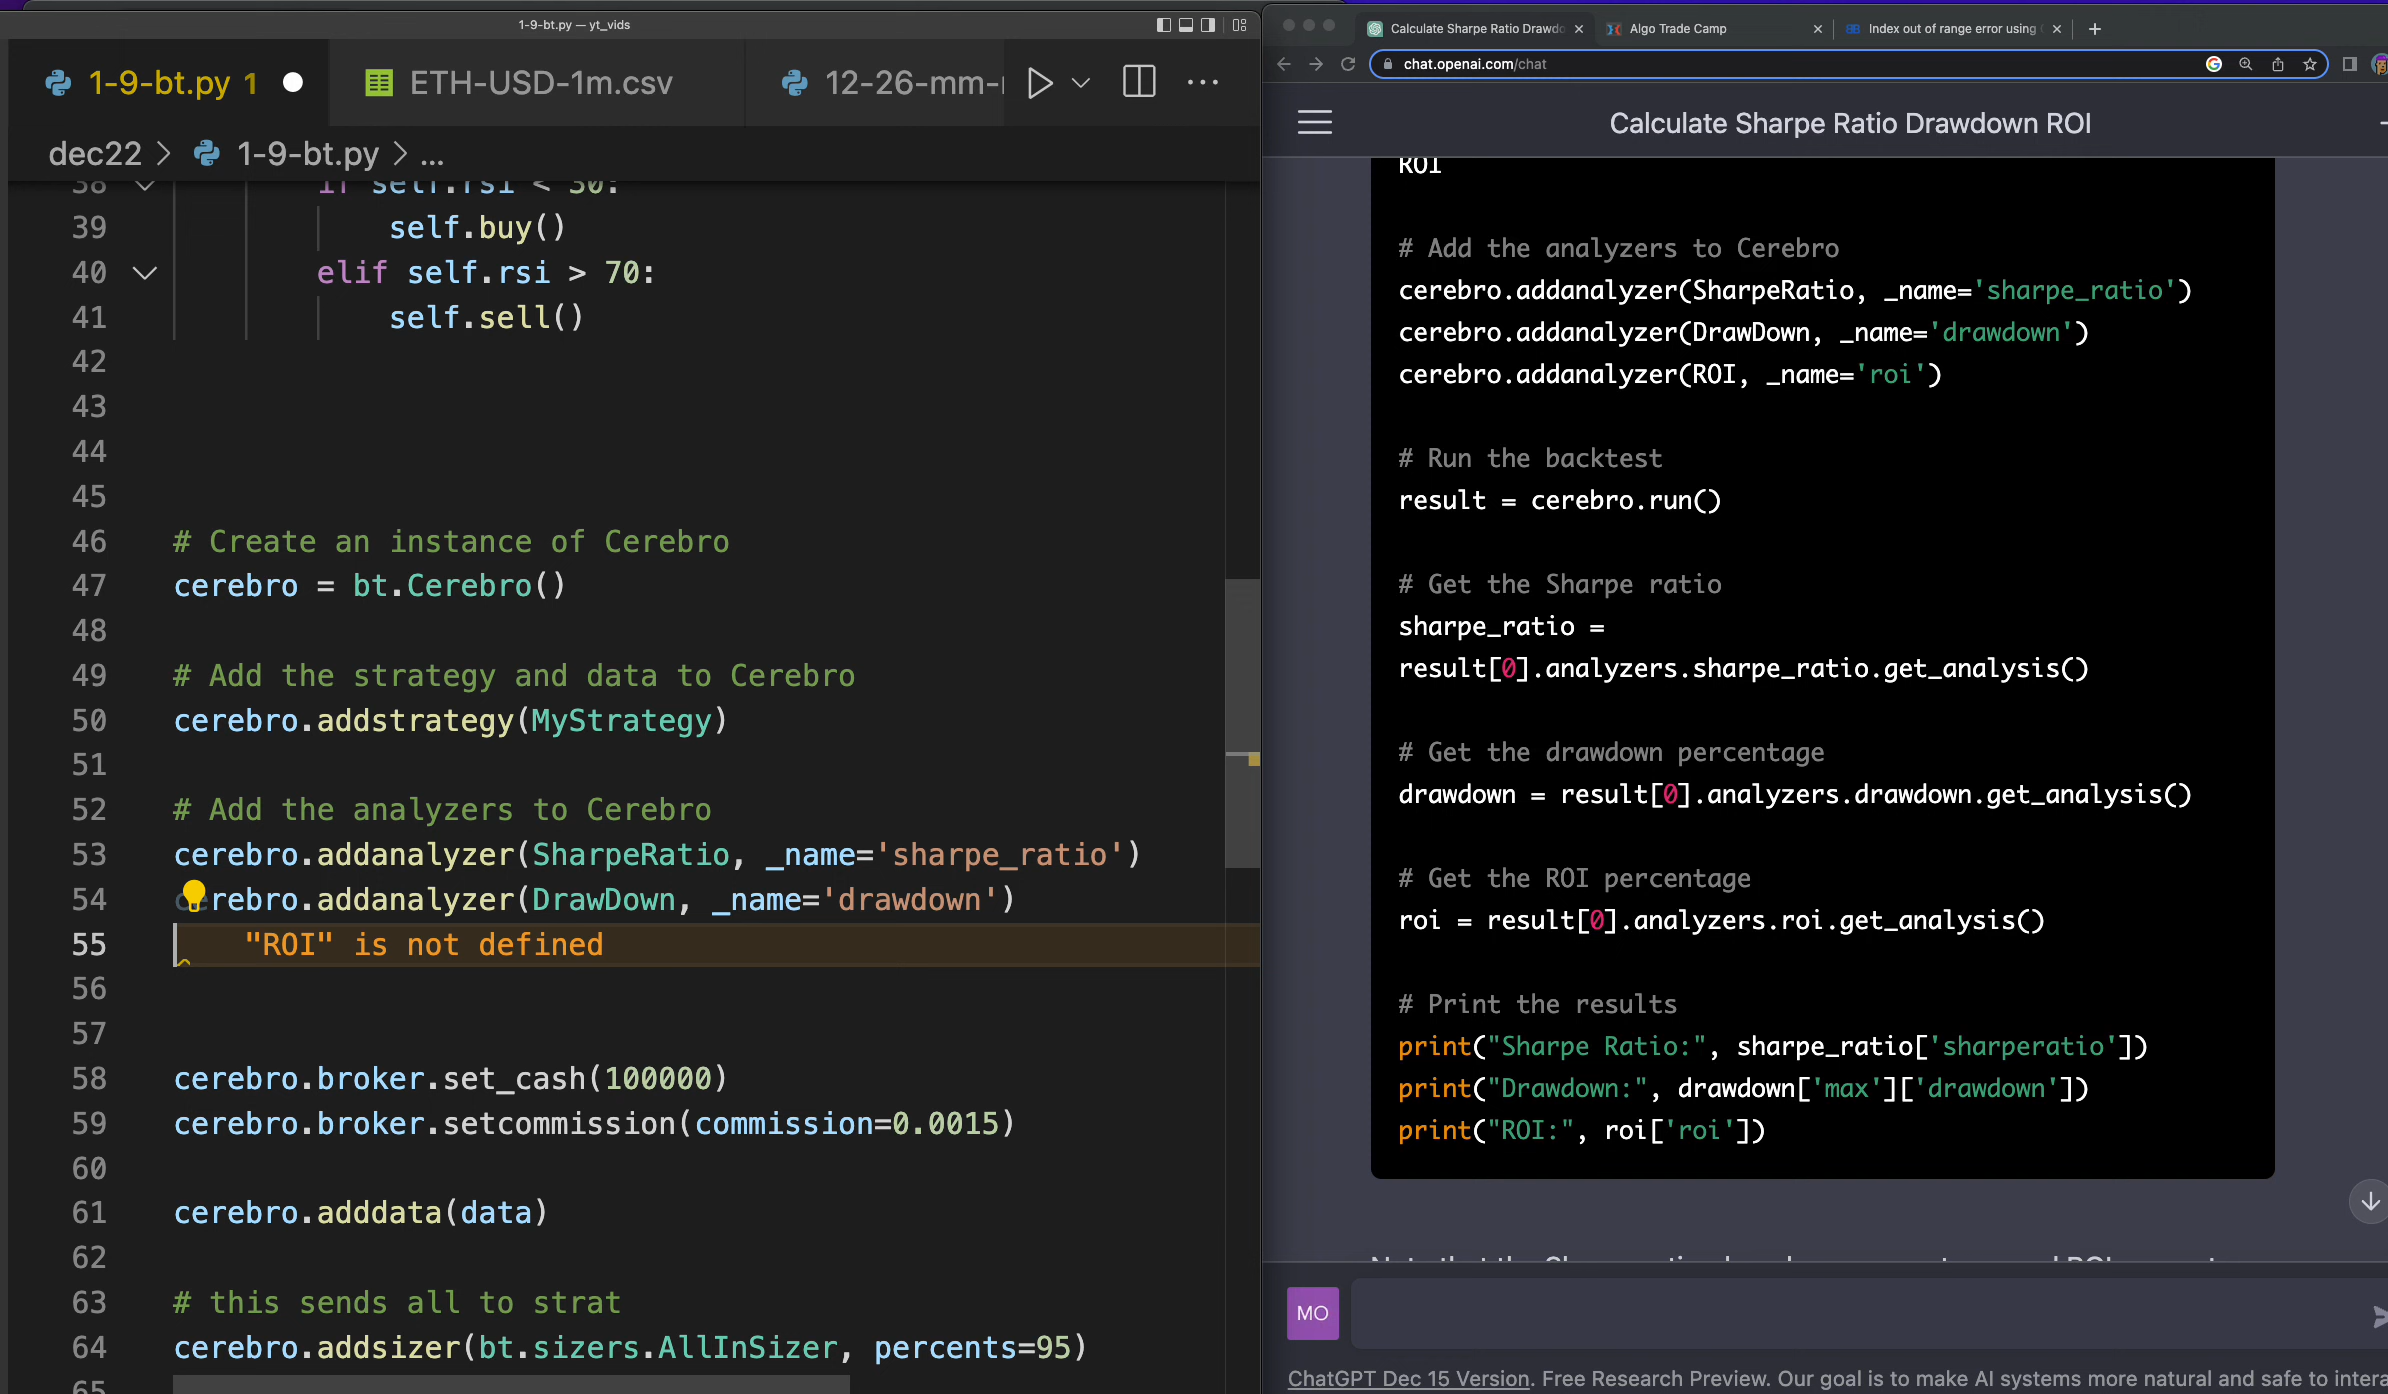 1-9-bt.py — yt_vids
1-9-bt.py 1
ETH-USD-1m.csv
12-26-mm-
dec22 > 1-9-bt.py > ...
38 if self.rsi < 30:
39 self.buy()
40 elif self.rsi > 70:
41 self.sell()
42
43
44
45
46 # Create an instance of Cerebro
47 cerebro = bt.Cerebro()
48
49 # Add the strategy and data to Cerebro
50 cerebro.addstrategy(MyStrategy)
51
52 # Add the analyzers to Cerebro
53 cerebro.addanalyzer(SharpeRatio, _name='sharpe_ratio')
54 cerebro.addanalyzer(DrawDown, _name='drawdown')
55 "ROI" is not defined
56
57
58 cerebro.broker.set_cash(100000)
59 cerebro.broker.setcommission(commission=0.0015)
60
61 cerebro.adddata(data)
62
63 # this sends all to strat
64 cerebro.addsizer(bt.sizers.AllInSizer, percents=95)
65
Calculate Sharpe Ratio Drawdo
Algo Trade Camp
Index out of range error using
chat.openai.com/chat
Calculate Sharpe Ratio Drawdown ROI
ROI
# Add the analyzers to Cerebro
cerebro.addanalyzer(SharpeRatio, _name='sharpe_ratio')
cerebro.addanalyzer(DrawDown, _name='drawdown')
cerebro.addanalyzer(ROI, _name='roi')
# Run the backtest
result = cerebro.run()
# Get the Sharpe ratio
sharpe_ratio =
result[0].analyzers.sharpe_ratio.get_analysis()
# Get the drawdown percentage
drawdown = result[0].analyzers.drawdown.get_analysis()
# Get the ROI percentage
roi = result[0].analyzers.roi.get_analysis()
# Print the results
print("Sharpe Ratio:", sharpe_ratio['sharperatio'])
print("Drawdown:", drawdown['max']['drawdown'])
print("ROI:", roi['roi'])
MO
ChatGPT Dec 15 Version. Free Research Preview. Our goal is to make AI systems more natural and safe to intera